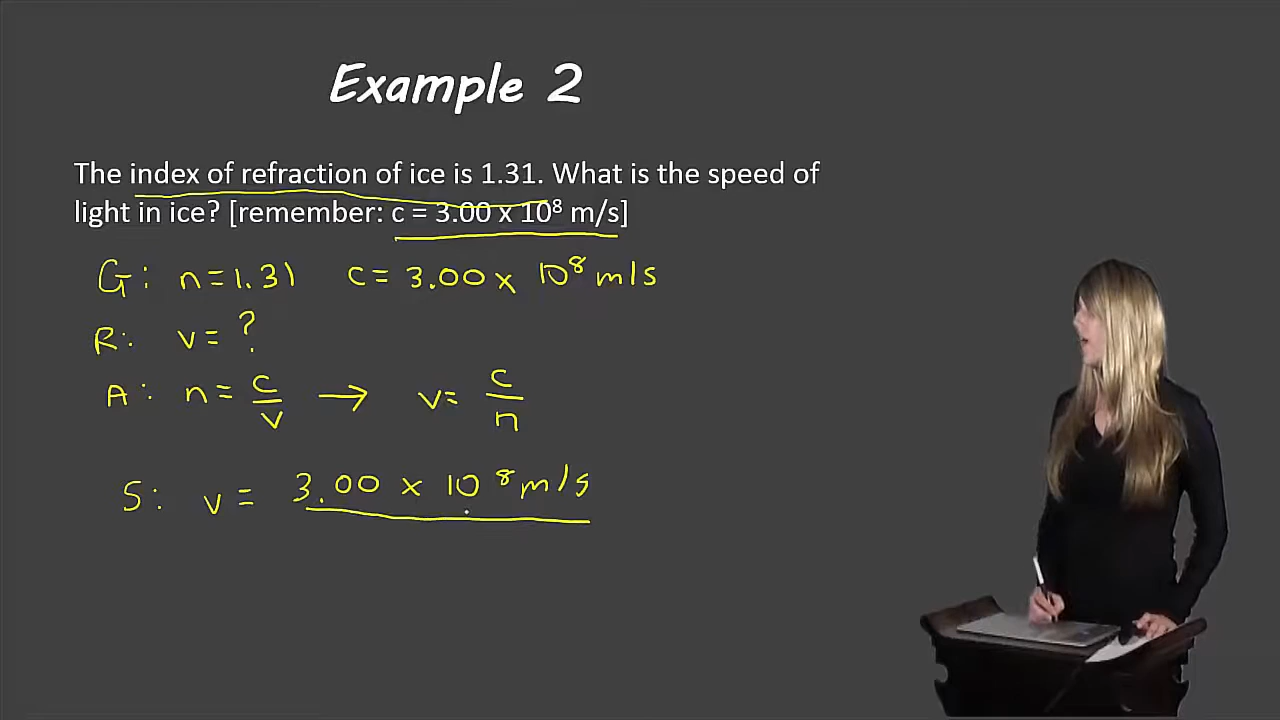 Example 2
The index of refraction of ice is 1.31. What is the speed of
light in ice? [remember: c = 3.00 x 10⁸ m/s]
G: n=1.31 c= 3.00 x 10⁸ m/s
R: v= ?
A: n= c/v → v= c/n
S: v= 3.00 x 10⁸ m/s